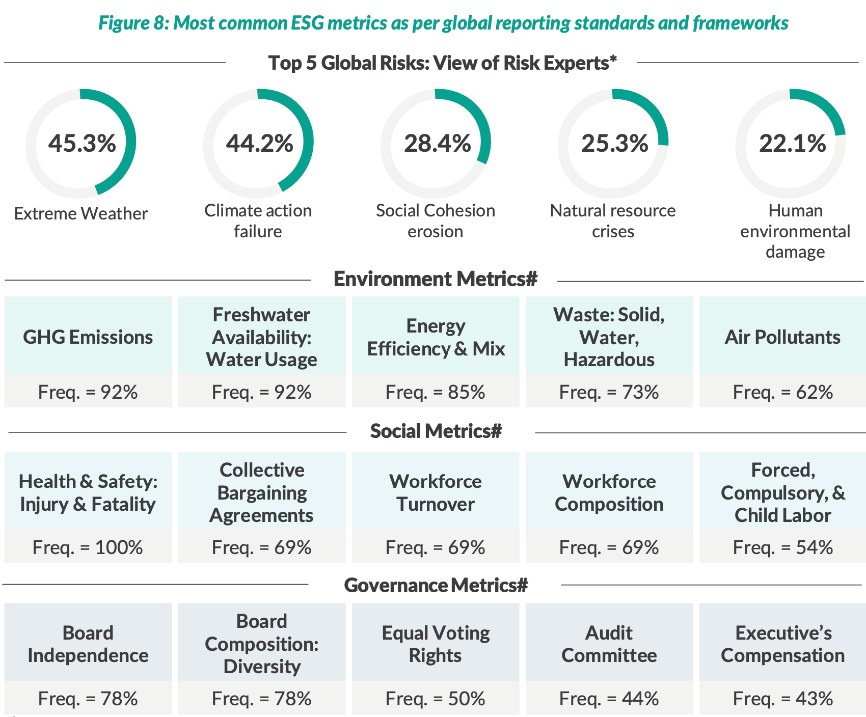 Figure 8: Most common ESG metrics as per global reporting standards and frameworks
Top 5 Global Risks: View of Risk Experts*
45.3%
44.2%
28.4%
25.3%
22.1%
Extreme Weather
Climate action
failure
Social Cohesion
erosion
Natural resource
crises
Human
environmental
damage
Environment Metrics#
GHG Emissions
Freshwater
Availability:
Water Usage
Energy
Efficiency & Mix
Waste: Solid,
Water,
Hazardous
Air Pollutants
Freq. = 92%
Freq. = 92%
Freq. = 85%
Freq. = 73%
Freq. = 62%
Social Metrics#
Health & Safety:
Injury & Fatality
Collective
Bargaining
Agreements
Workforce
Turnover
Workforce
Composition
Forced,
Compulsory, &
Child Labor
Freq. = 100%
Freq. = 69%
Freq. = 69%
Freq. = 69%
Freq. = 54%
Governance Metrics#
Board
Independence
Board
Composition:
Diversity
Equal Voting
Rights
Audit
Committee
Executive's
Compensation
Freq. = 78%
Freq. = 78%
Freq. = 50%
Freq. = 44%
Freq. = 43%